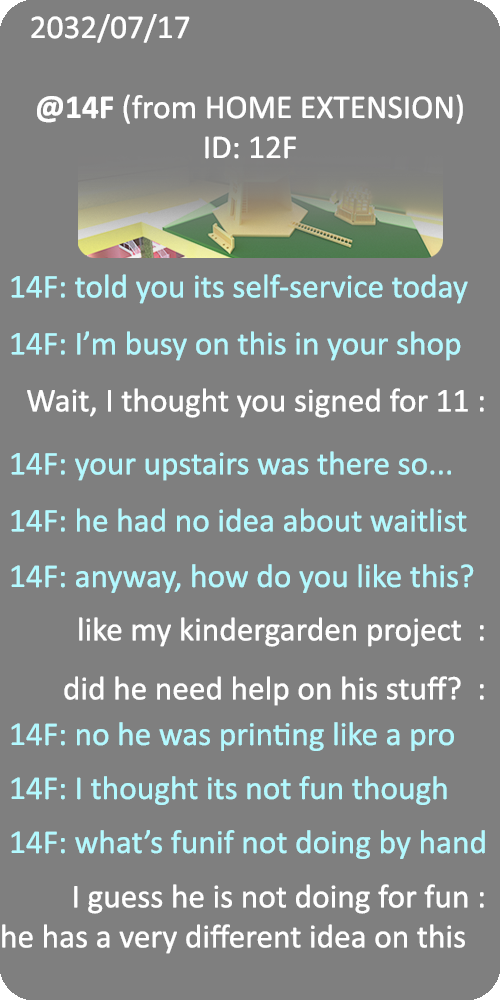 2032/07/17
@14F (from HOME EXTENSION)
ID: 12F
14F: told you its self-service today
14F: I’m busy on this in your shop
Wait, I thought you signed for 11 :
14F: your upstairs was there so...
14F: he had no idea about waitlist
14F: anyway, how do you like this?
like my kindergarden project :
did he need help on his stuff? :
14F: no he was printing like a pro
14F: I thought its not fun though
14F: what’s funif not doing by hand
I guess he is not doing for fun :
he has a very different idea on this